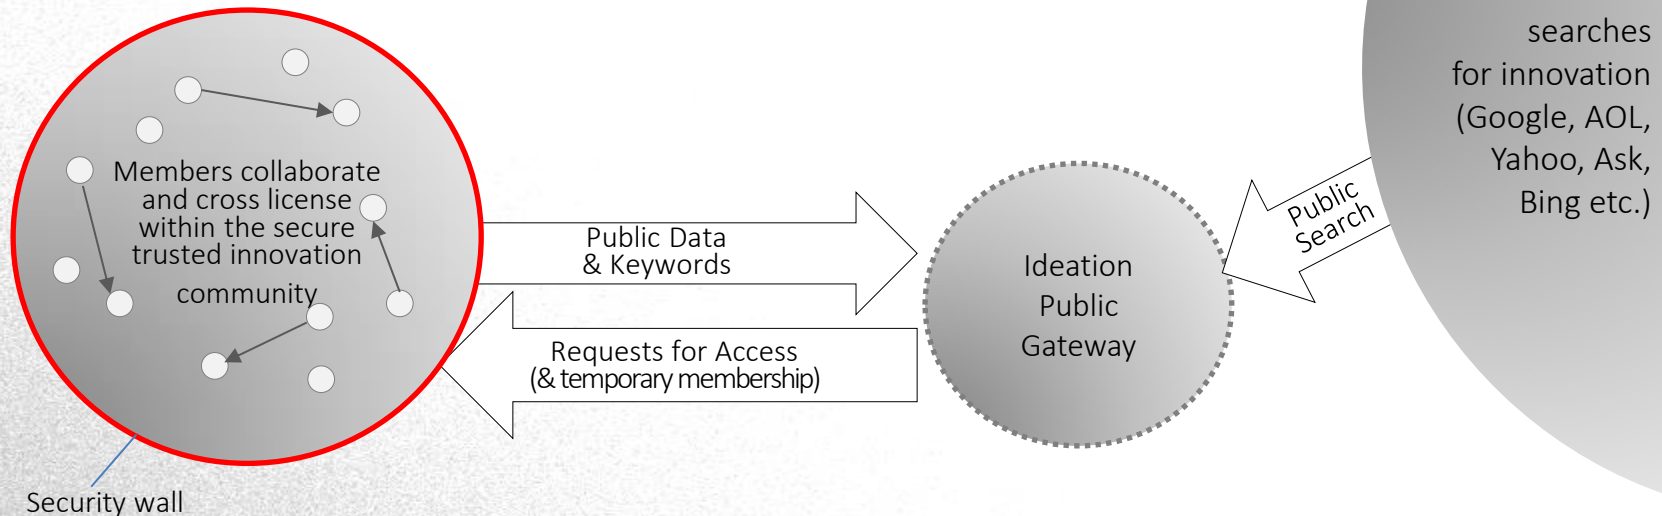 Members collaborate
and cross license
within the secure
trusted innovation
community
Security wall
Public Data
& Keywords
Requests for Access
(& temporary membership)
Ideation
Public
Gateway
Public
Search
searches
for innovation
(Google, AOL,
Yahoo, Ask,
Bing etc.)